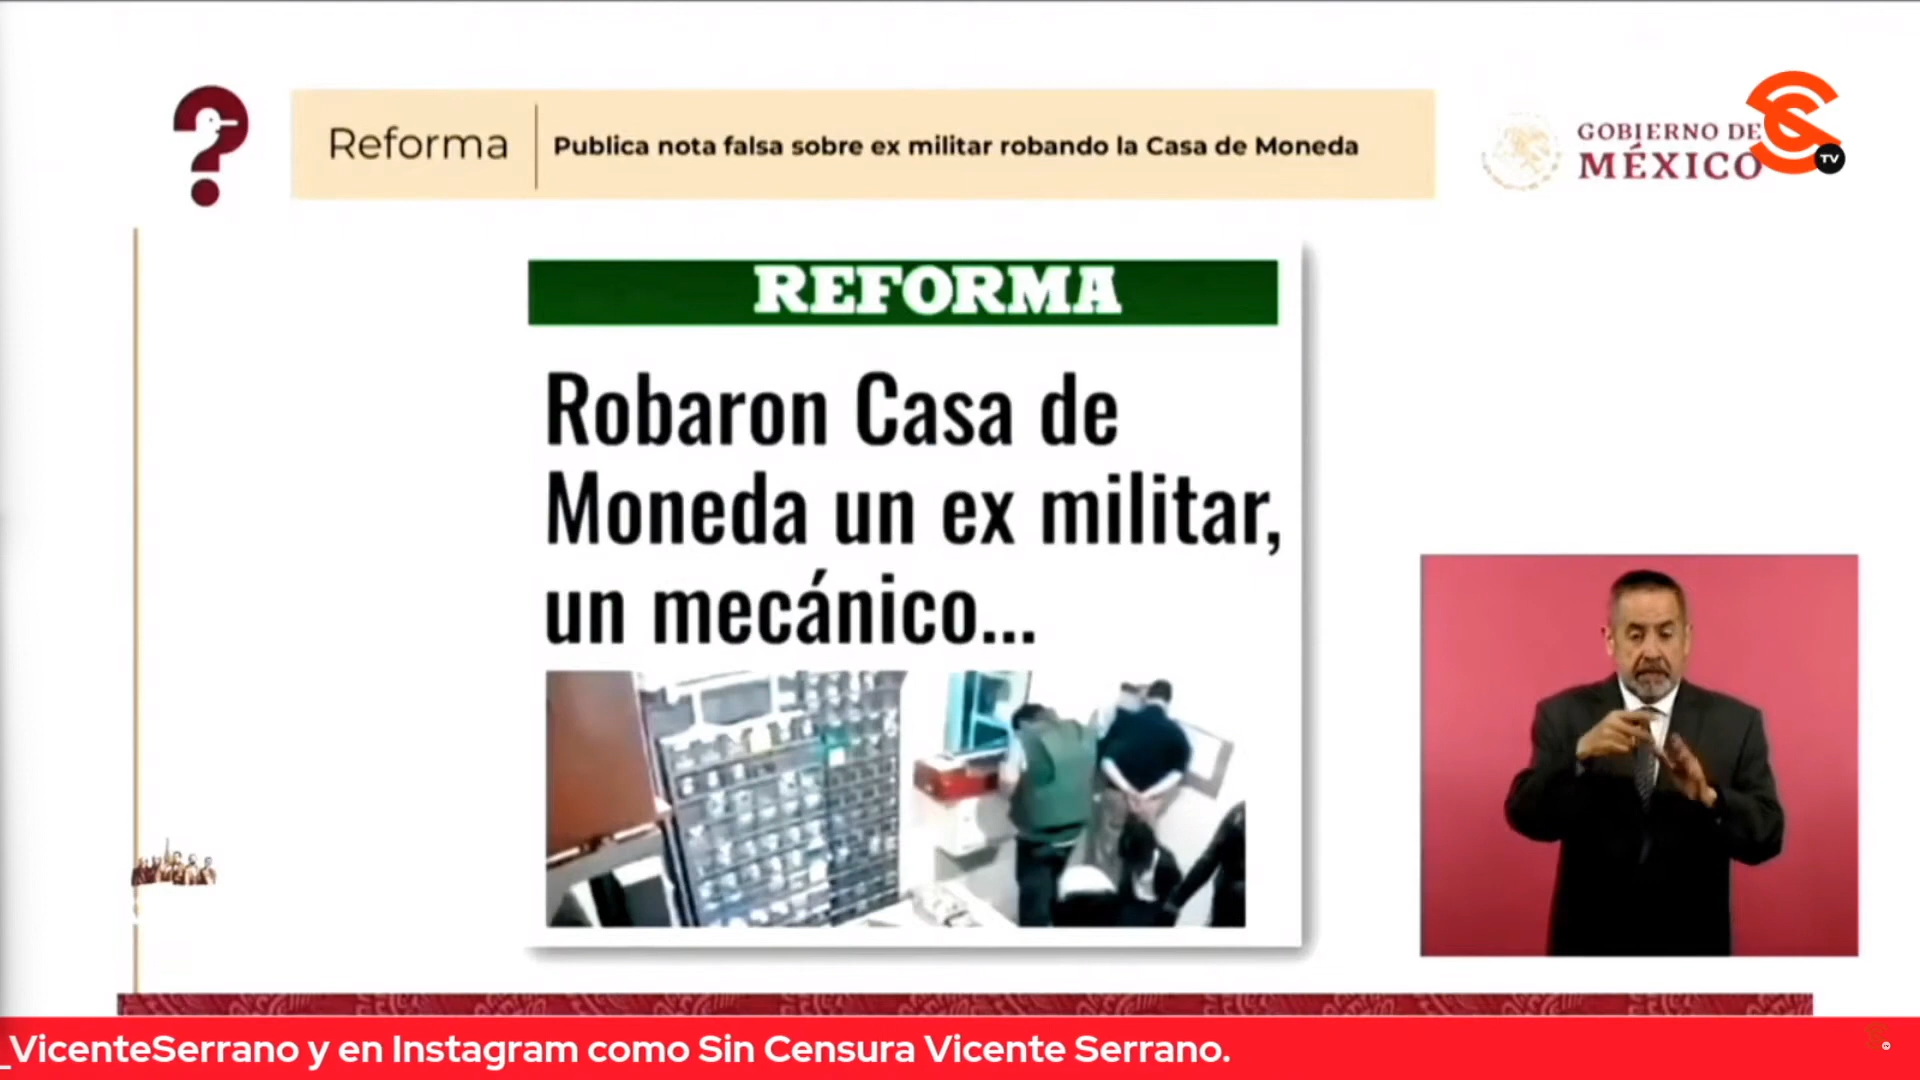 Reforma
Publica nota falsa sobre ex militar robando la Casa de Moneda
GOBIERNO DE
MÉXICO
TV
REFORMA
Robaron Casa de
Moneda un ex militar,
un mecánico...
_VicenteSerrano y en Instagram como Sin Censura Vicente Serrano.